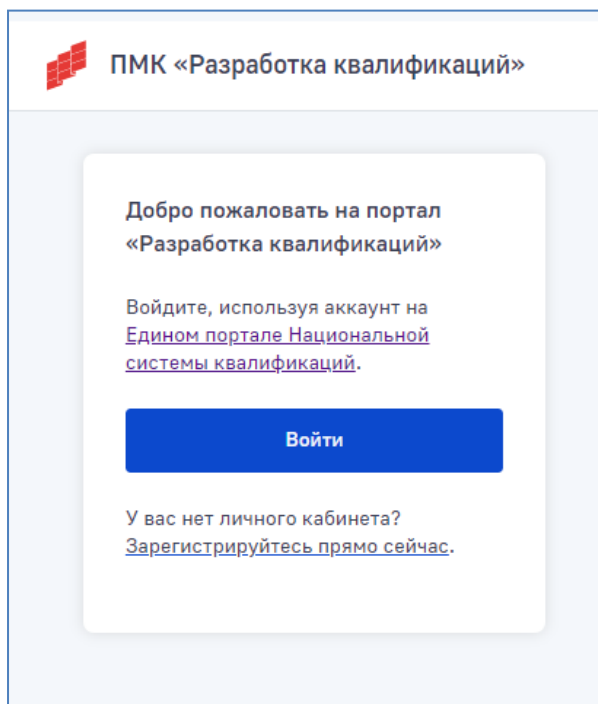 ПМК «Разработка квалификаций»
Добро пожаловать на портал
«Разработка квалификаций»
Войдите, используя аккаунт на
Едином портале Национальной
системы квалификаций.
Войти
У вас нет личного кабинета?
Зарегистрируйтесь прямо сейчас.